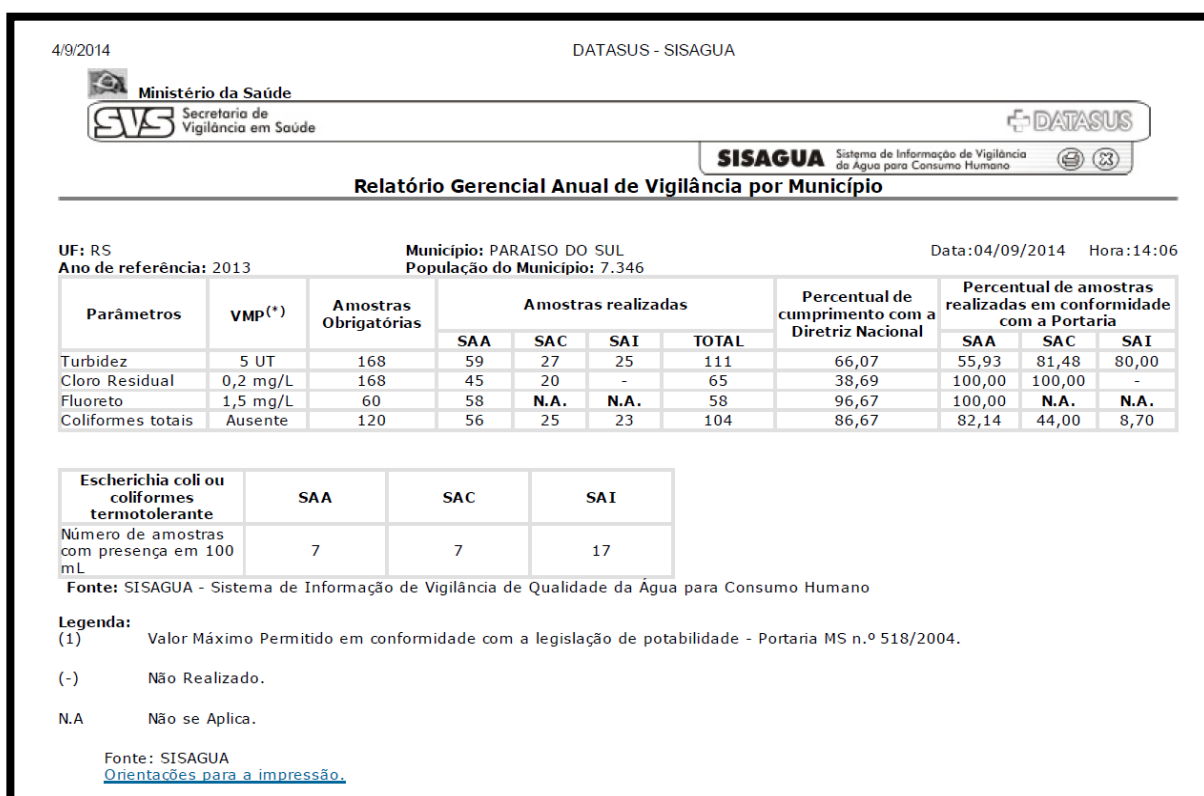 4/9/2014 DATASUS - SISAGUA
Ministério da Saúde
SVS Secretaria de
Vigilância em Saúde
DATASUS
SISAGUA Sistema de Informação de Vigilância
da Agua para Consumo Humano
Relatório Gerencial Anual de Vigilância por Município
UF: RS Município: PARAISO DO SUL Data:04/09/2014 Hora:14:06
Ano de referência: 2013 População do Município: 7.346
Parâmetros VMP(*) Amostras Obrigatórias Amostras realizadas Percentual de cumprimento com a Diretriz Nacional Percentual de amostras realizadas em conformidade com a Portaria
SAA SAC SAI TOTAL SAA SAC SAI
Turbidez 5 UT 168 59 27 25 111 66,07 55,93 81,48 80,00
Cloro Residual 0,2 mg/L 168 45 20 - 65 38,69 100,00 100,00 -
Fluoreto 1,5 mg/L 60 58 N.A. N.A. 58 96,67 100,00 N.A. N.A.
Coliformes totais Ausente 120 56 25 23 104 86,67 82,14 44,00 8,70
Escherichia coli ou
coliformes
termotolerante
SAA SAC SAI
Número de amostras
com presença em 100
mL
7 7 17
Fonte: SISAGUA - Sistema de Informação de Vigilância de Qualidade da Água para Consumo Humano
Legenda:
(1) Valor Máximo Permitido em conformidade com a legislação de potabilidade - Portaria MS n.º 518/2004.
(-) Não Realizado.
N.A Não se Aplica.
Fonte: SISAGUA
Orientações para a impressão.